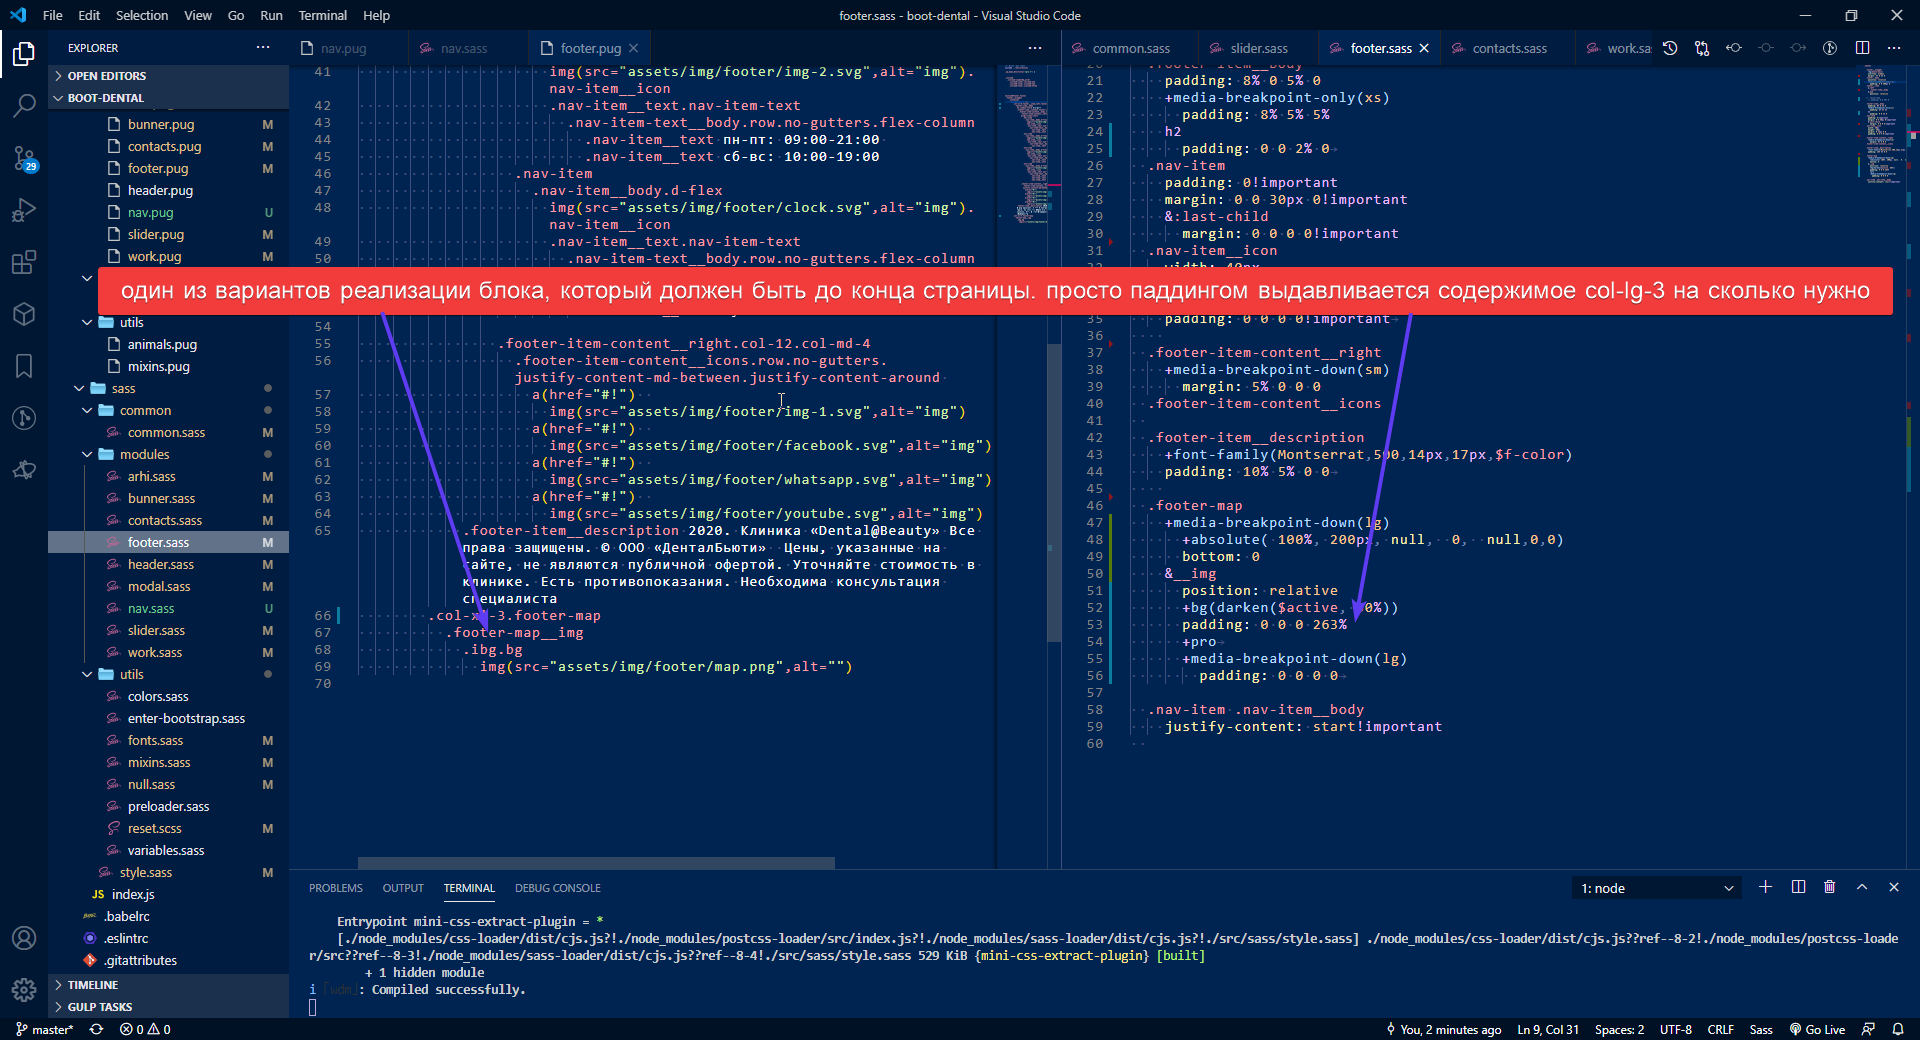 File Edit Selection View Go Run Terminal Help
footer.sass - boot-dental - Visual Studio Code
EXPLORER
OPEN EDITORS
BOOT-DENTAL
bunner.pug M
contacts.pug M
footer.pug M
header.pug
nav.pug U
slider.pug M
work.pug M
utils
animals.pug
mixins.pug
sass
common
common.sass M
modules
arhi.sass M
bunner.sass M
contacts.sass M
footer.sass M
header.sass M
modal.sass M
nav.sass U
slider.sass M
work.sass M
utils
colors.sass
enter-bootstrap.sass
fonts.sass M
mixins.sass M
null.sass M
preloader.sass
reset.scss M
variables.sass
style.sass M
JS index.js
.babelrc
.eslintrc
.gitattributes
TIMELINE
GULP TASKS
29
nav.pug nav.sass footer.pug
41 img(src="assets/img/footer/img-2.svg",alt="img").
nav-item__icon
42 .nav-item__text.nav-item-text
43 .nav-item-text__body.row.no-gutters.flex-column
44 .nav-item__text пн-пт: 09:00-21:00
45 .nav-item__text сб-вс: 10:00-19:00
46 .nav-item
47 .nav-item__body.d-flex
48 img(src="assets/img/footer/clock.svg",alt="img").
nav-item__icon
49 .nav-item__text.nav-item-text
50 .nav-item-text__body.row.no-gutters.flex-column
один из вариантов реализации блока, который должен быть до конца страницы. просто паддингом выдавливается содержимое col-lg-3 на сколько нужно
54
55 .footer-item-content__right.col-12.col-md-4
56 .footer-item-content__icons.row.no-gutters.
justify-content-md-between.justify-content-around
57 a(href="#!")
58 img(src="assets/img/footer/img-1.svg",alt="img")
59 a(href="#!")
60 img(src="assets/img/footer/facebook.svg",alt="img")
61 a(href="#!")
62 img(src="assets/img/footer/whatsapp.svg",alt="img")
63 a(href="#!")
64 img(src="assets/img/footer/youtube.svg",alt="img")
65 .footer-item__description 2020. Клиника «Dental@Beauty» Все
права защищены. © ООО «ДенталБьюти» Цены, указанные на
сайте, не являются публичной офертой. Уточняйте стоимость в
клинике. Есть противопоказания. Необходима консультация
специалиста
66 .col-xl-3.footer-map
67 .footer-map__img
68 .ibg.bg
69 img(src="assets/img/footer/map.png",alt="")
70
common.sass slider.sass footer.sass contacts.sass work.sa
20 .footer-item__body
21 padding: 8% 0 5% 0
22 +media-breakpoint-only(xs)
23 padding: 8% 5% 5%
24 h2
25 padding: 0 0 2% 0
26 .nav-item
27 padding: 0!important
28 margin: 0 0 30px 0!important
29 &:last-child
30 margin: 0 0 0 0!important
31 .nav-item__icon
32 width: 40px
35 padding: 0 0 0 0!important
36
37 .footer-item-content__right
38 +media-breakpoint-down(sm)
39 margin: 5% 0 0 0
40 .footer-item-content__icons
41
42 .footer-item__description
43 +font-family(Montserrat,500,14px,17px,$f-color)
44 padding: 10% 5% 0 0
45
46 .footer-map
47 +media-breakpoint-down(lg)
48 +absolute( 100%, 200px, null, 0, null,0,0)
49 bottom: 0
50 &__img
51 position: relative
52 +bg(darken($active, 0%))
53 padding: 0 0 0 263%
54 +pro
55 +media-breakpoint-down(lg)
56 padding: 0 0 0 0
57
58 .nav-item .nav-item__body
59 justify-content: start!important
60
PROBLEMS OUTPUT TERMINAL DEBUG CONSOLE
1: node
Entrypoint mini-css-extract-plugin = *
[./node_modules/css-loader/dist/cjs.js?!./node_modules/postcss-loader/src/index.js?!./node_modules/sass-loader/dist/cjs.js?!./src/sass/style.sass] ./node_modules/css-loader/dist/cjs.js??ref--8-2!./node_modules/postcss-loade
r/src??ref--8-3!./node_modules/sass-loader/dist/cjs.js??ref--8-4!./src/sass/style.sass 529 KiB {mini-css-extract-plugin} [built]
+ 1 hidden module
i ｢wdm｣: Compiled successfully.
master* 0 0
You, 2 minutes ago Ln 9, Col 31 Spaces: 2 UTF-8 CRLF Sass Go Live